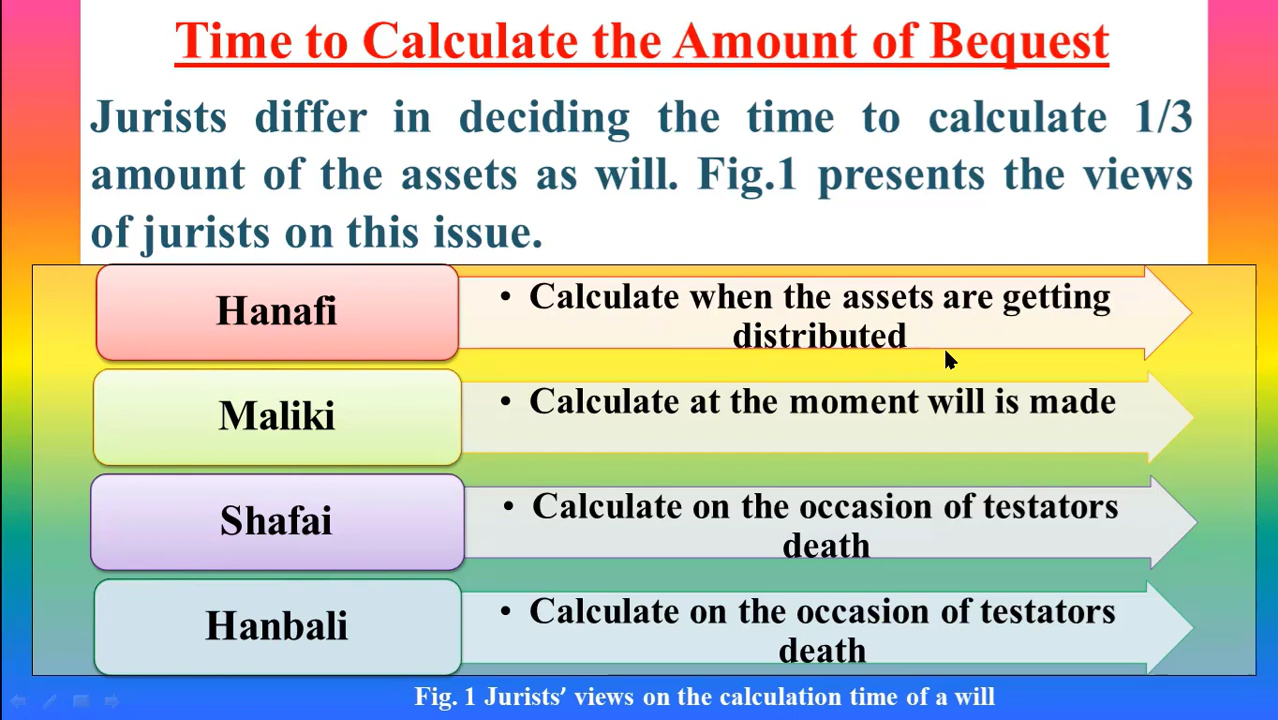 Time to Calculate the Amount of Bequest
Jurists differ in deciding the time to calculate 1/3
amount of the assets as will. Fig.1 presents the views
of jurists on this issue.
Hanafi
• Calculate when the assets are getting
distributed
Maliki
• Calculate at the moment will is made
Shafai
• Calculate on the occasion of testators
death
Hanbali
• Calculate on the occasion of testators
death
Fig. 1 Jurists’ views on the calculation time of a will